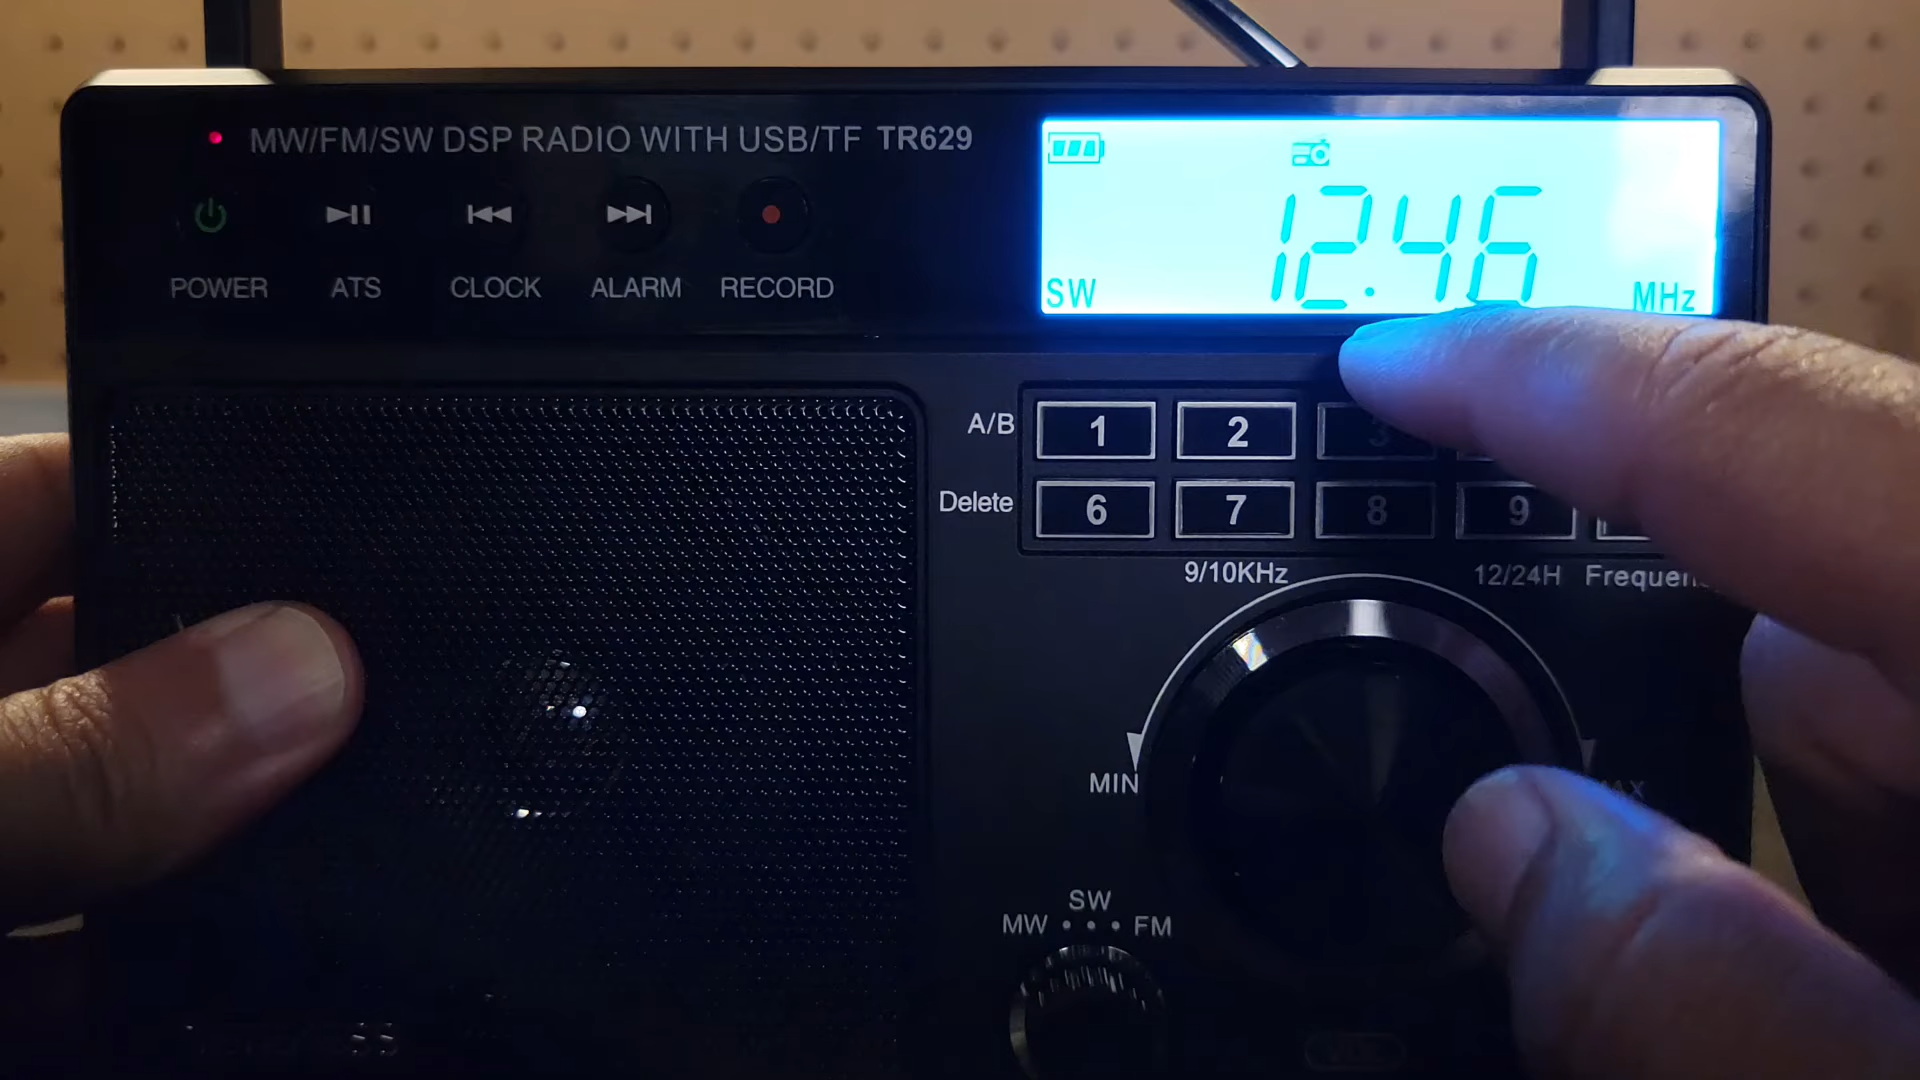 MW/FM/SW DSP RADIO WITH USB/TF TR629
POWER ATS CLOCK ALARM RECORD
12.46
SW MHz
A/B 1 2 3
Delete 6 7 8 9
9/10KHz 12/24H
MIN
SW
MW FM